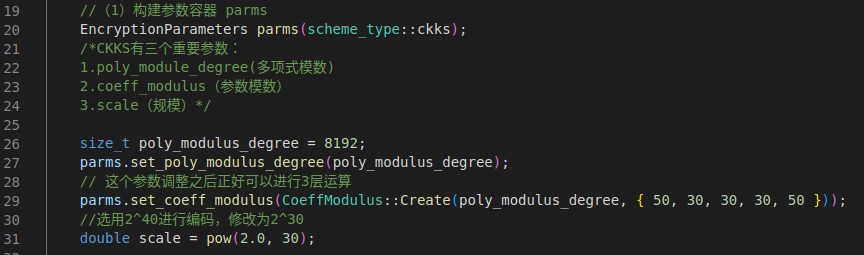 19 //（1）构建参数容器 parms
20 EncryptionParameters parms(scheme_type::ckks);
21 /*CKKS有三个重要参数：
22 1.poly_module_degree(多项式模数)
23 2.coeff_modulus（参数模数）
24 3.scale（规模）*/
25
26 size_t poly_modulus_degree = 8192;
27 parms.set_poly_modulus_degree(poly_modulus_degree);
28 // 这个参数调整之后正好可以进行3层运算
29 parms.set_coeff_modulus(CoeffModulus::Create(poly_modulus_degree, { 50, 30, 30, 30, 50 }));
30 //选用2^40进行编码，修改为2^30
31 double scale = pow(2.0, 30);